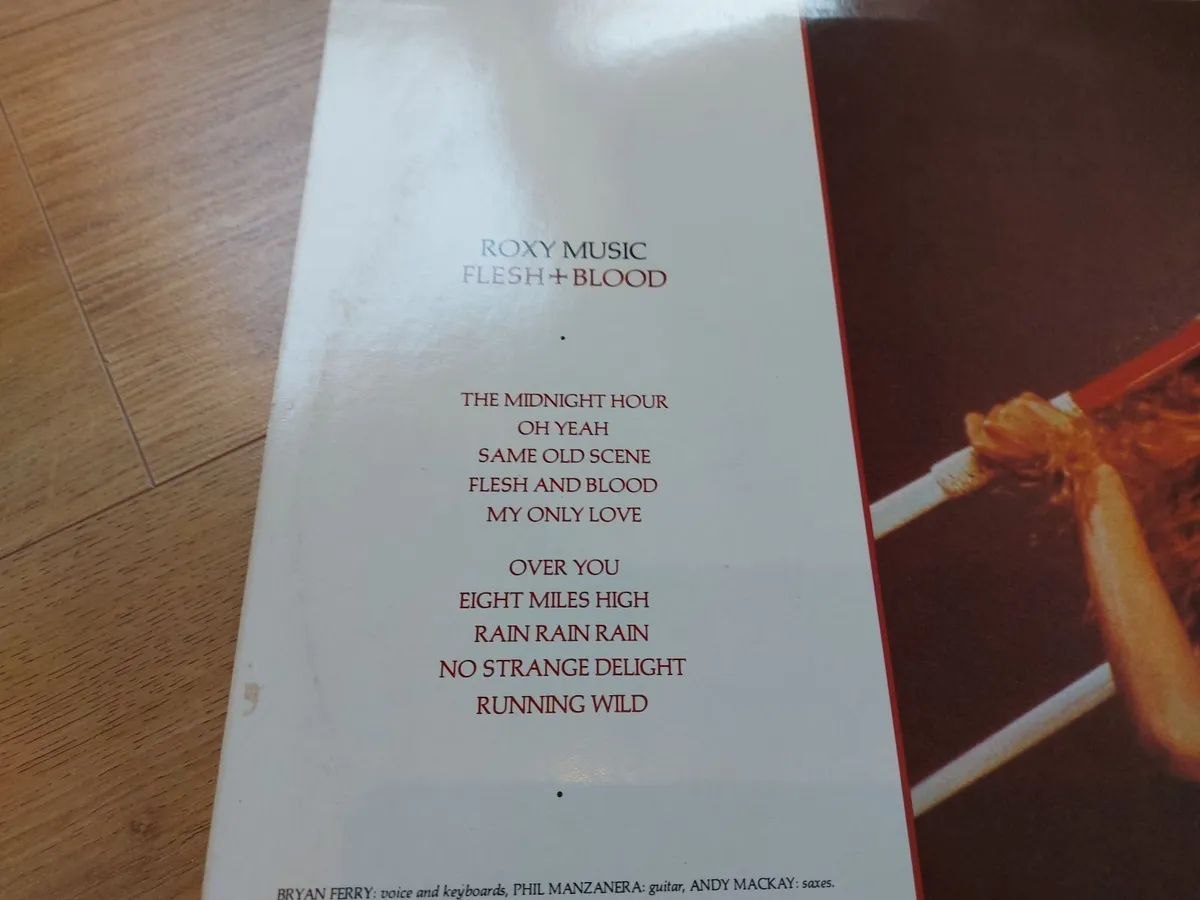 ROXY MUSIC
FLESH+BLOOD
THE MIDNIGHT HOUR
OH YEAH
SAME OLD SCENE
FLESH AND BLOOD
MY ONLY LOVE
OVER YOU
EIGHT MILES HIGH
RAIN RAIN RAIN
NO STRANGE DELIGHT
RUNNING WILD
BRYAN FERRY: voice and keyboards, PHIL MANZANERA: guitar, ANDY MACKAY: saxes.